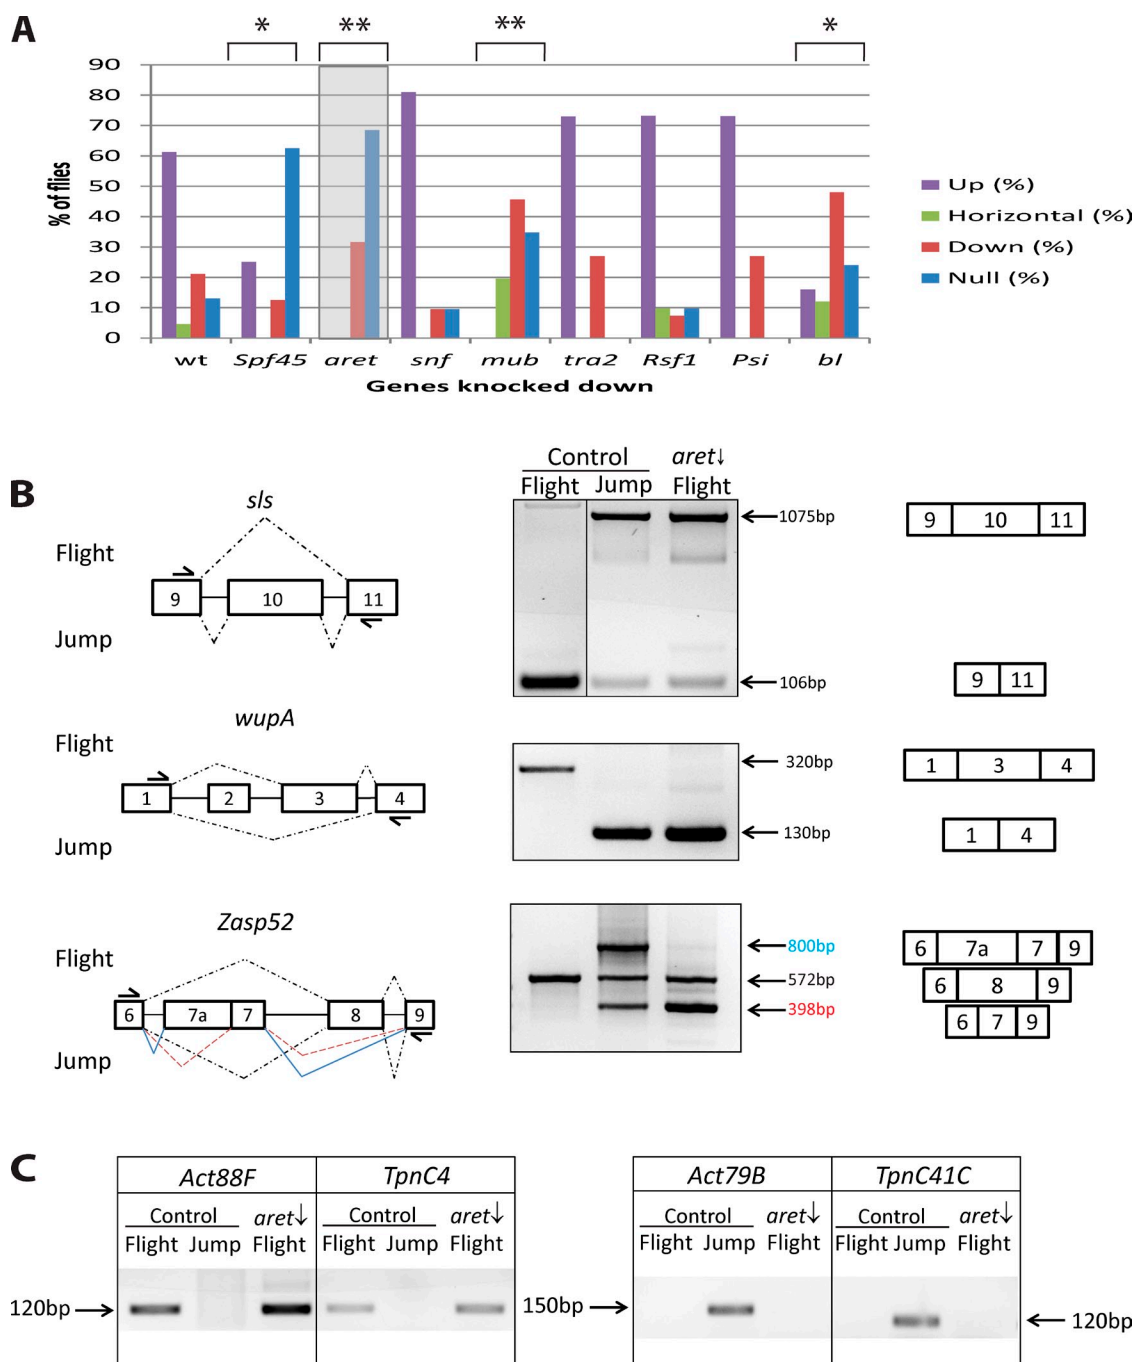 A
* ** ** *
90
80
70
60
50
40
30
20
10
0
% of flies
wt Spf45 aret snf mub tra2 Rsf1 Psi bl
Genes knocked down
Up (%)
Horizontal (%)
Down (%)
Null (%)
B
sls
Flight
9 10 11
Jump
wupA
Flight
1 2 3 4
Jump
Zasp52
Flight
6 7a 7 8 9
Jump
Control aret↓
Flight Jump Flight
1075bp
106bp
320bp
130bp
800bp
572bp
398bp
9 10 11
9 11
1 3 4
1 4
6 7a 7 9
6 8 9
6 7 9
C
Act88F TpnC4
Control aret↓ Control aret↓
Flight Jump Flight Flight Jump Flight
120bp
Act79B TpnC41C
Control aret↓ Control aret↓
Flight Jump Flight Flight Jump Flight
150bp
120bp